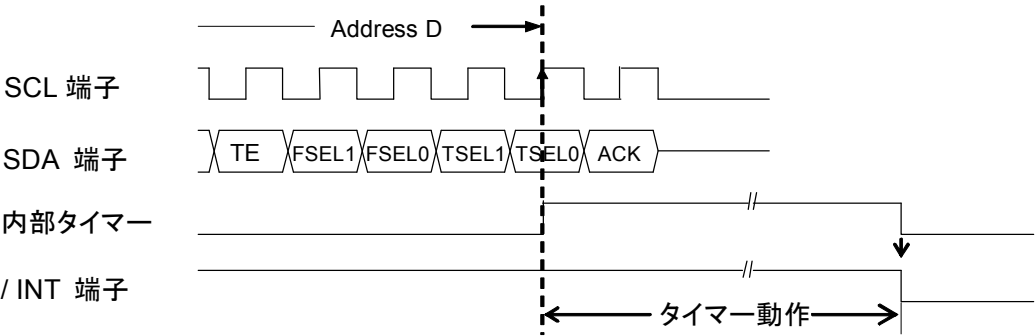 Address D
SCL 端子
SDA 端子 TE FSEL1 FSEL0 TSEL1 TSEL0 ACK
内部タイマー
/ INT 端子
タイマー動作